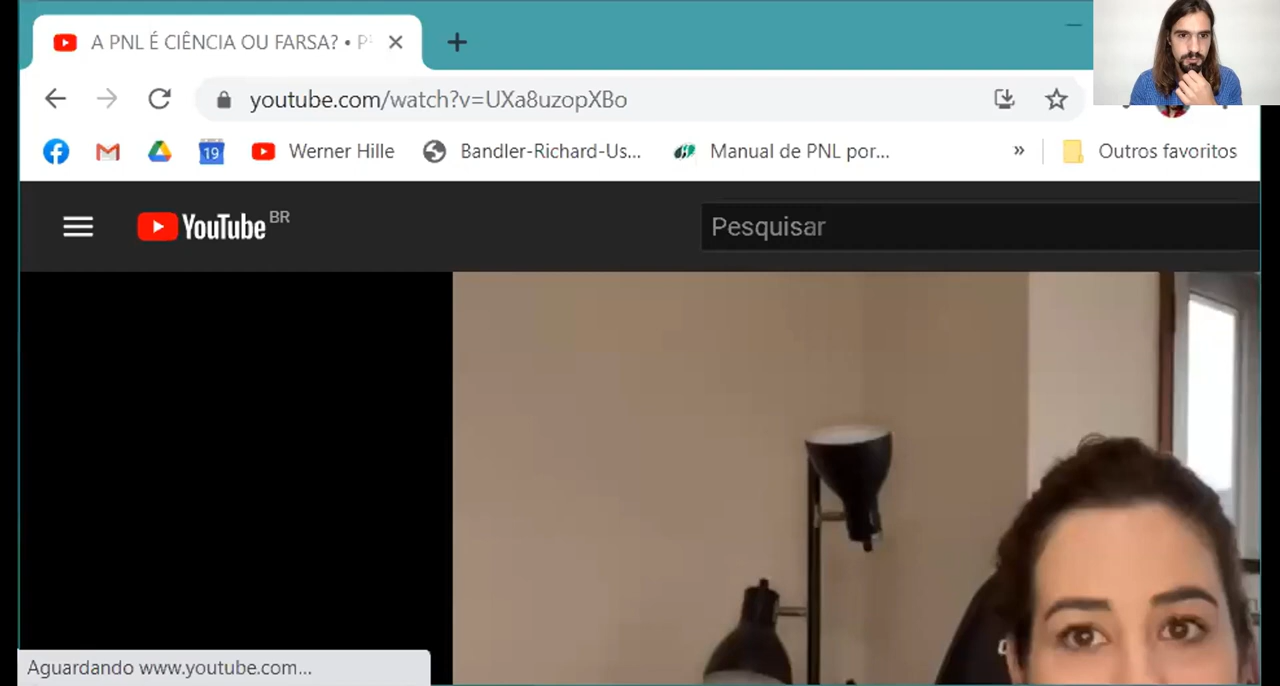 A PNL É CIÊNCIA OU FARSA? •
youtube.com/watch?v=UXa8uzopXBo
19 Werner Hille Bandler-Richard-Us... Manual de PNL por... » Outros favoritos
YouTube BR Pesquisar
Aguardando www.youtube.com...